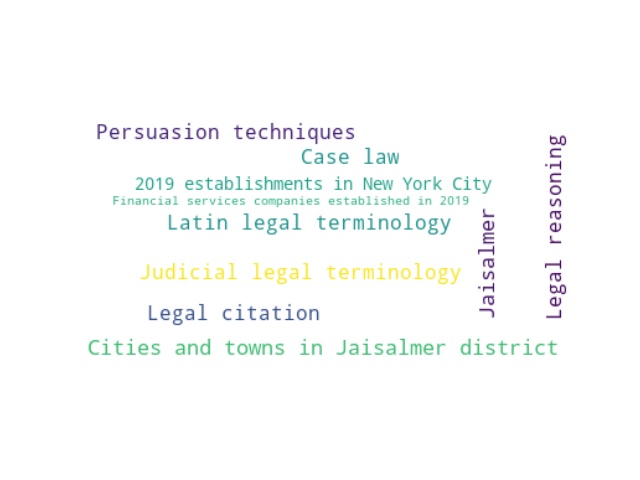 Persuasion techniques
Case law
2019 establishments in New York City
Financial services companies established in 2019
Latin legal terminology
Judicial legal terminology
Legal citation
Cities and towns in Jaisalmer district
Jaisalmer
Legal reasoning